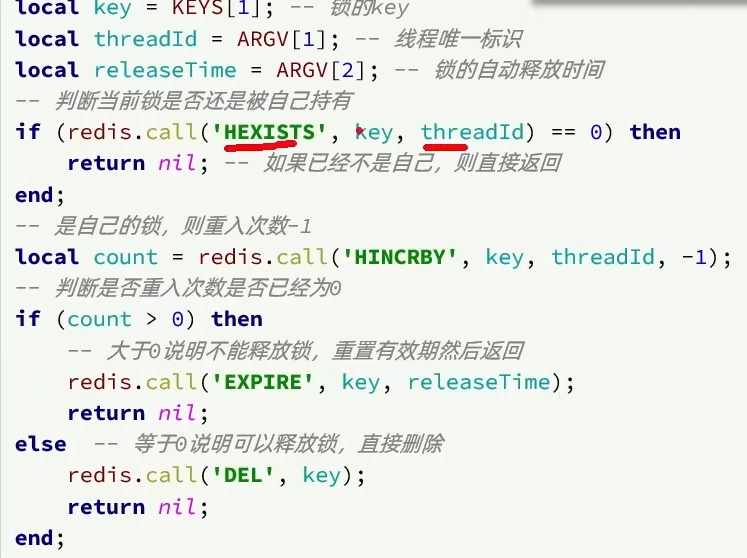 local key = KEYS[1]; -- 锁的key
local threadId = ARGV[1]; -- 线程唯一标识
local releaseTime = ARGV[2]; -- 锁的自动释放时间
-- 判断当前锁是否还是被自己持有
if (redis.call('HEXISTS', key, threadId) == 0) then
    return nil; -- 如果已经不是自己，则直接返回
end;
-- 是自己的锁，则重入次数-1
local count = redis.call('HINCRBY', key, threadId, -1);
-- 判断是否重入次数是否已经为0
if (count > 0) then
    -- 大于0说明不能释放锁，重置有效期然后返回
    redis.call('EXPIRE', key, releaseTime);
    return nil;
else  -- 等于0说明可以释放锁，直接删除
    redis.call('DEL', key);
    return nil;
end;